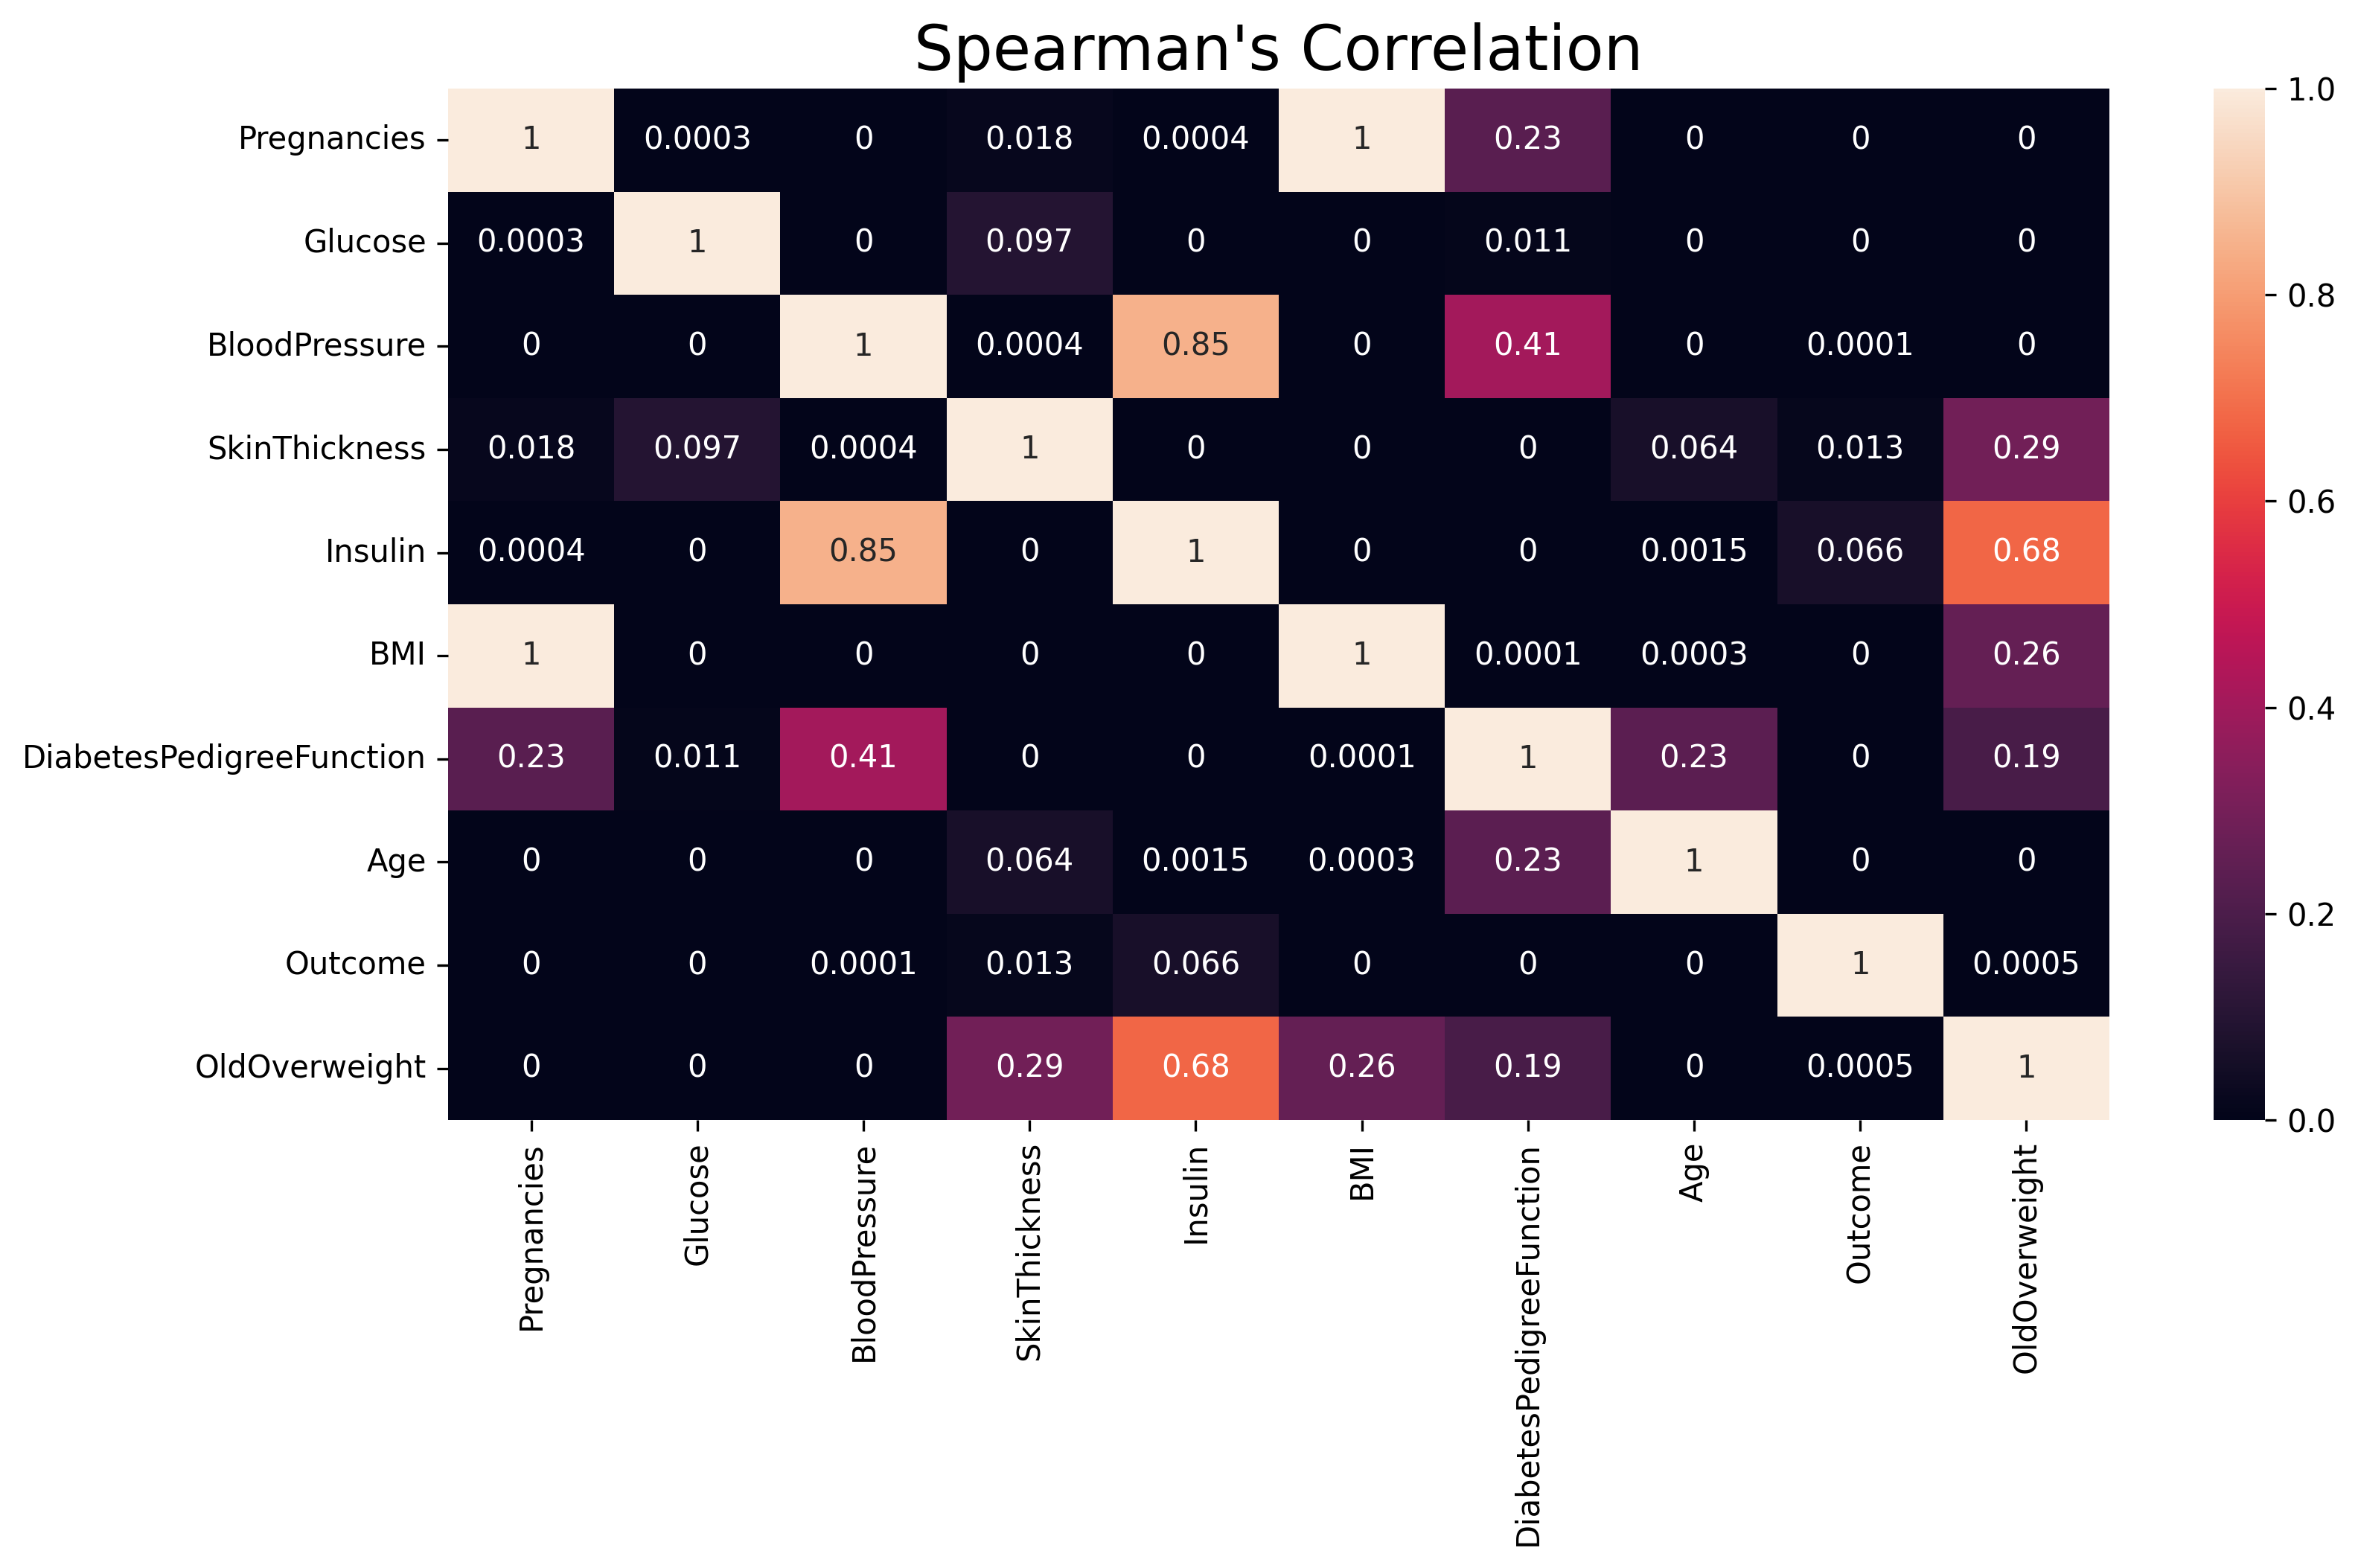 Spearman's Correlation
Pregnancies 1 0.0003 0 0.018 0.0004 1 0.23 0 0 0
Glucose 0.0003 1 0 0.097 0 0 0.011 0 0 0
BloodPressure 0 0 1 0.0004 0.85 0 0.41 0 0.0001 0
SkinThickness 0.018 0.097 0.0004 1 0 0 0 0.064 0.013 0.29
Insulin 0.0004 0 0.85 0 1 0 0 0.0015 0.066 0.68
BMI 1 0 0 0 0 1 0.0001 0.0003 0 0.26
DiabetesPedigreeFunction 0.23 0.011 0.41 0 0 0.0001 1 0.23 0 0.19
Age 0 0 0 0.064 0.0015 0.0003 0.23 1 0 0
Outcome 0 0 0.0001 0.013 0.066 0 0 0 1 0.0005
OldOverweight 0 0 0 0.29 0.68 0.26 0.19 0 0.0005 1
Pregnancies
Glucose
BloodPressure
SkinThickness
Insulin
BMI
DiabetesPedigreeFunction
Age
Outcome
OldOverweight
1.0
0.8
0.6
0.4
0.2
0.0